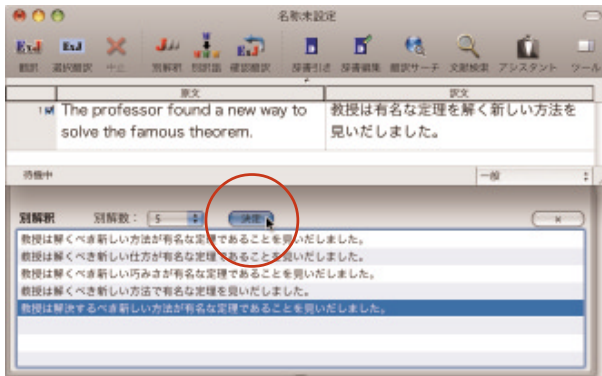 名称未設定
翻訳 選択翻訳 中止 別解釈 別訳語 確認翻訳 辞書引き 辞書編集 翻訳サーチ 文献検索 アシスタント ツール
原文 訳文
1 The professor found a new way to
solve the famous theorem.
教授は有名な定理を解く新しい方法を
見いだしました。
待機中 一般
別解釈 別解数： 5 決定 ×
教授は解くべき新しい方法が有名な定理であることを見いだしました。
教授は解くべき新しい仕方が有名な定理であることを見いだしました。
教授は解くべき新しい巧みさが有名な定理であることを見いだしました。
教授は解くべき新しい方法で有名な定理を見いだしました。
教授は解決するべき新しい方法が有名な定理であることを見いだしました。